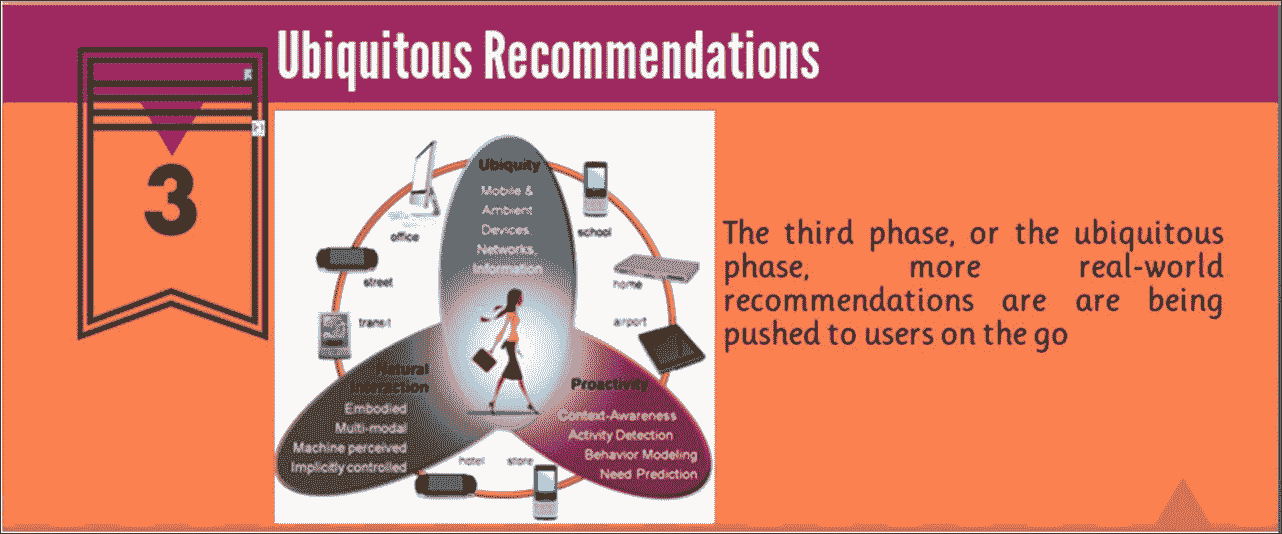 Ubiquitous Recommendations
3
Ubiquity
Mobile &
Ambient
Devices,
Networks,
Information
office
school
street
home
transit
airport
Natural
Interaction
Embodied
Multi-modal
Machine perceived
Implicitly controlled
Proactivity
Context-Awareness
Activity Detection
Behavior Modeling
Need Prediction
hotel
store
The third phase, or the ubiquitous
phase, more real-world
recommendations are are being
pushed to users on the go